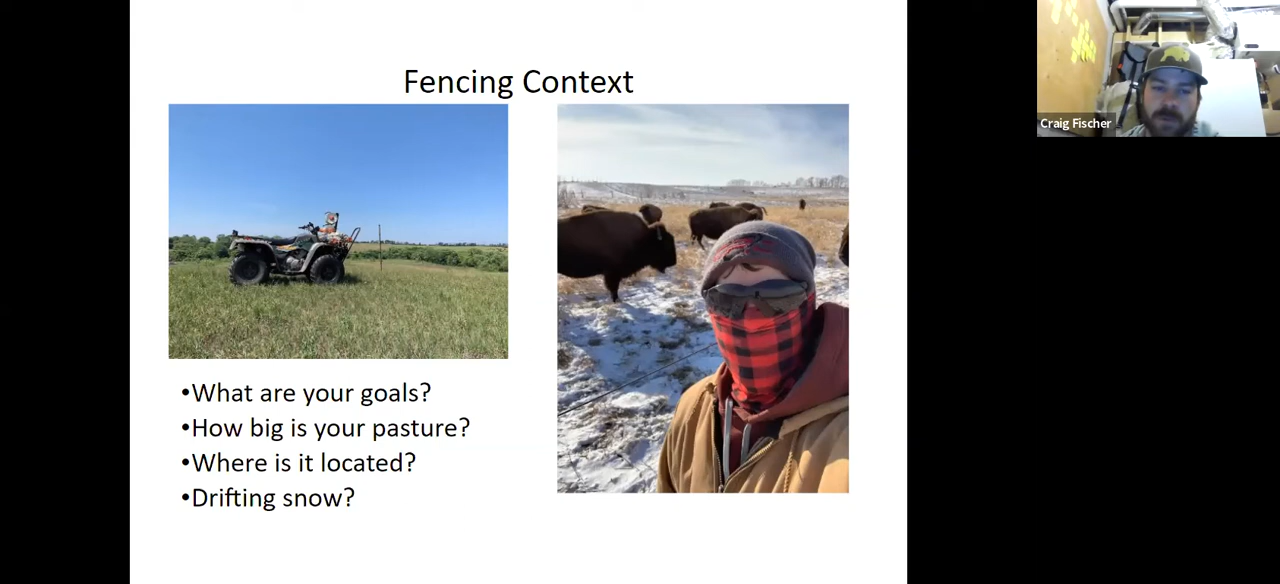 Fencing Context
•What are your goals?
•How big is your pasture?
•Where is it located?
•Drifting snow?
Craig Fischer